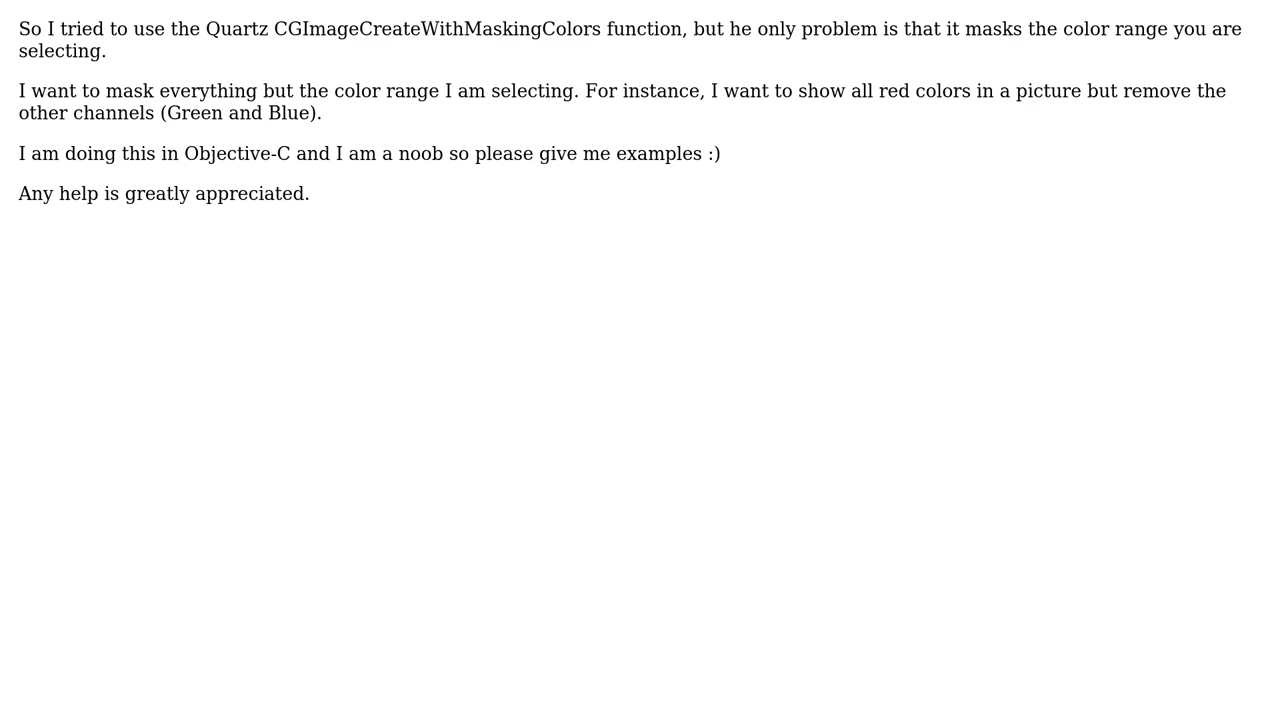 So I tried to use the Quartz CGImageCreateWithMaskingColors function, but he only problem is that it masks the color range you are
selecting.
I want to mask everything but the color range I am selecting. For instance, I want to show all red colors in a picture but remove the
other channels (Green and Blue).
I am doing this in Objective-C and I am a noob so please give me examples :)
Any help is greatly appreciated.